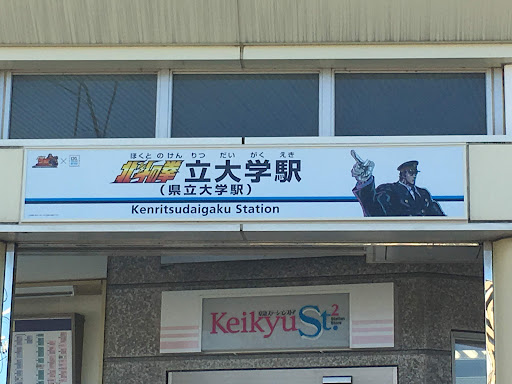 ほくと の けん りつ だい がく えき
北斗の拳 立大学駅
(県立大学駅)
Kenritsudaigaku Station
Keikyu St.²